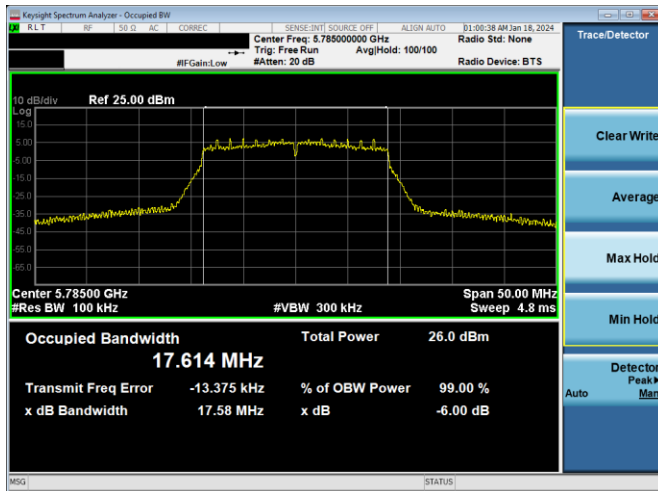 Keysight Spectrum Analyzer - Occupied BW
RLT RF 50 Ω AC CORREC SENSE:INT SOURCE OFF ALIGN AUTO 01:00:38 AM Jan 18, 2024
Center Freq: 5.785000000 GHz Radio Std: None
Trig: Free Run Avg|Hold: 100/100
#IFGain:Low #Atten: 20 dB Radio Device: BTS
Trace/Detector
10 dB/div Ref 25.00 dBm
Log
15.0
5.00
-5.00
-15.0
-25.0
-35.0
-45.0
-55.0
-65.0
Center 5.78500 GHz Span 50.00 MHz
#Res BW 100 kHz #VBW 300 kHz Sweep 4.8 ms
Occupied Bandwidth Total Power 26.0 dBm
17.614 MHz
Transmit Freq Error -13.375 kHz % of OBW Power 99.00 %
x dB Bandwidth 17.58 MHz x dB -6.00 dB
Clear Write
Average
Max Hold
Min Hold
Detector
Peak
Auto Man
MSG STATUS